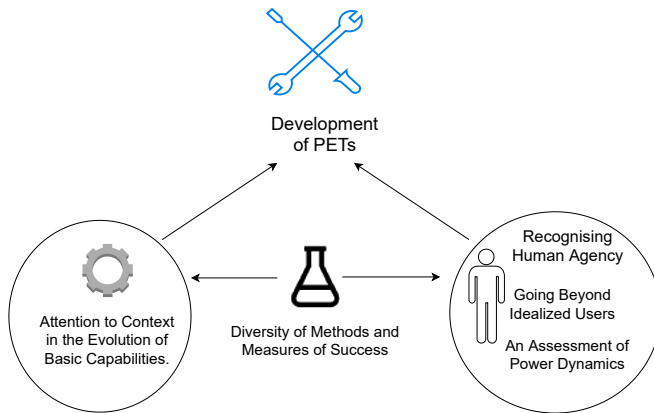 Development
of PETs
Attention to Context
in the Evolution of
Basic Capabilities.
Diversity of Methods and
Measures of Success
Recognising
Human Agency
Going Beyond
Idealized Users
An Assessment of
Power Dynamics